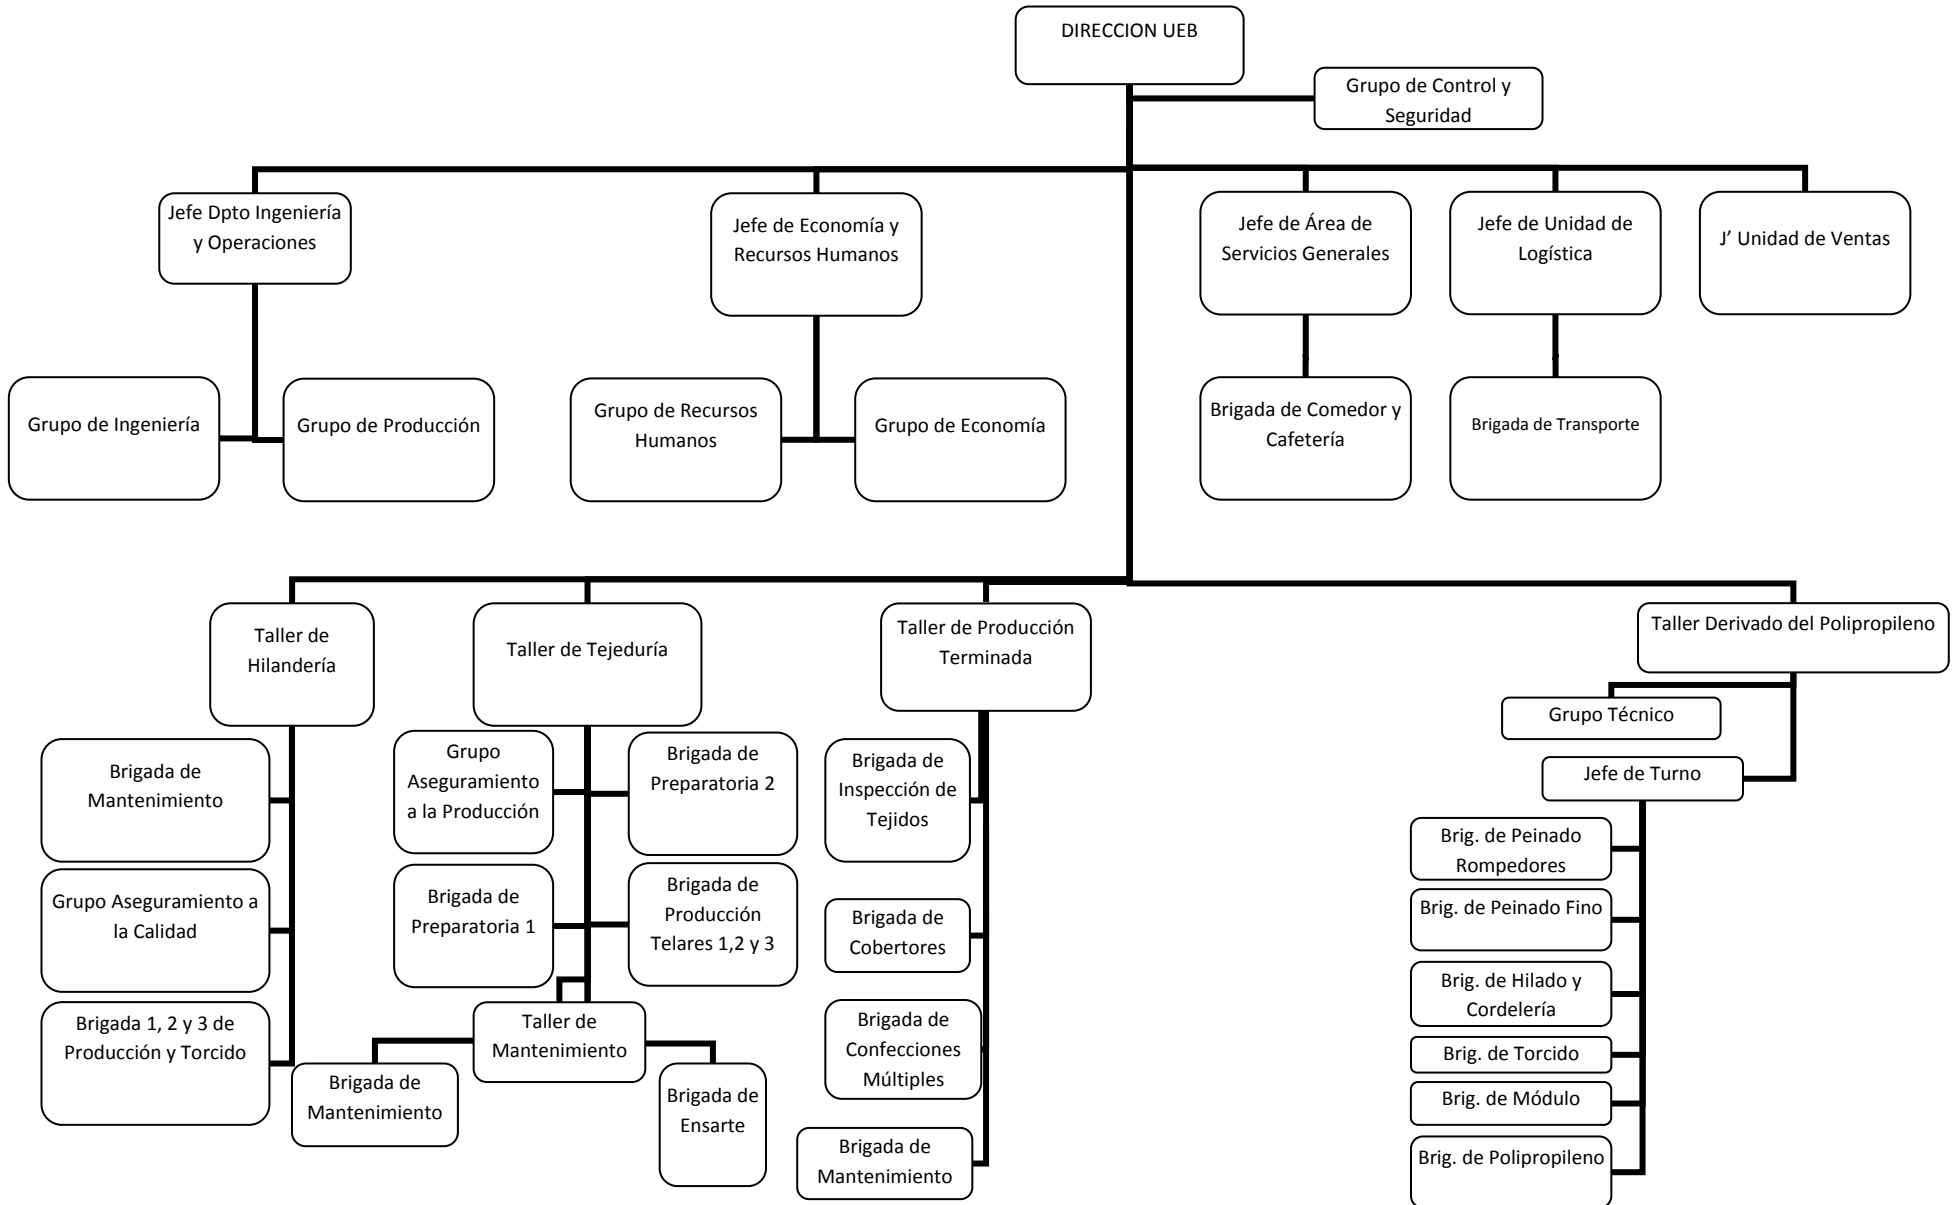 DIRECCION UEB
Grupo de Control y
Seguridad
Jefe Dpto Ingeniería
y Operaciones
Jefe de Economía y
Recursos Humanos
Jefe de Área de
Servicios Generales
Jefe de Unidad de
Logística
J’ Unidad de Ventas
Grupo de Ingeniería
Grupo de Producción
Grupo de Recursos
Humanos
Grupo de Economía
Brigada de Comedor y
Cafetería
Brigada de Transporte
Taller de
Hilandería
Taller de Tejeduría
Taller de Producción
Terminada
Taller Derivado del Polipropileno
Brigada de
Mantenimiento
Grupo Aseguramiento a
la Calidad
Brigada 1, 2 y 3 de
Producción y Torcido
Grupo
Aseguramiento
a la Producción
Brigada de
Preparatoria 2
Brigada de
Preparatoria 1
Brigada de
Producción
Telares 1,2 y 3
Taller de
Mantenimiento
Brigada de
Mantenimiento
Brigada de
Ensarte
Brigada de
Inspección de
Tejidos
Brigada de
Cobertores
Brigada de
Confecciones
Múltiples
Brigada de
Mantenimiento
Grupo Técnico
Jefe de Turno
Brig. de Peinado
Rompedores
Brig. de Peinado Fino
Brig. de Hilado y
Cordelería
Brig. de Torcido
Brig. de Módulo
Brig. de Polipropileno